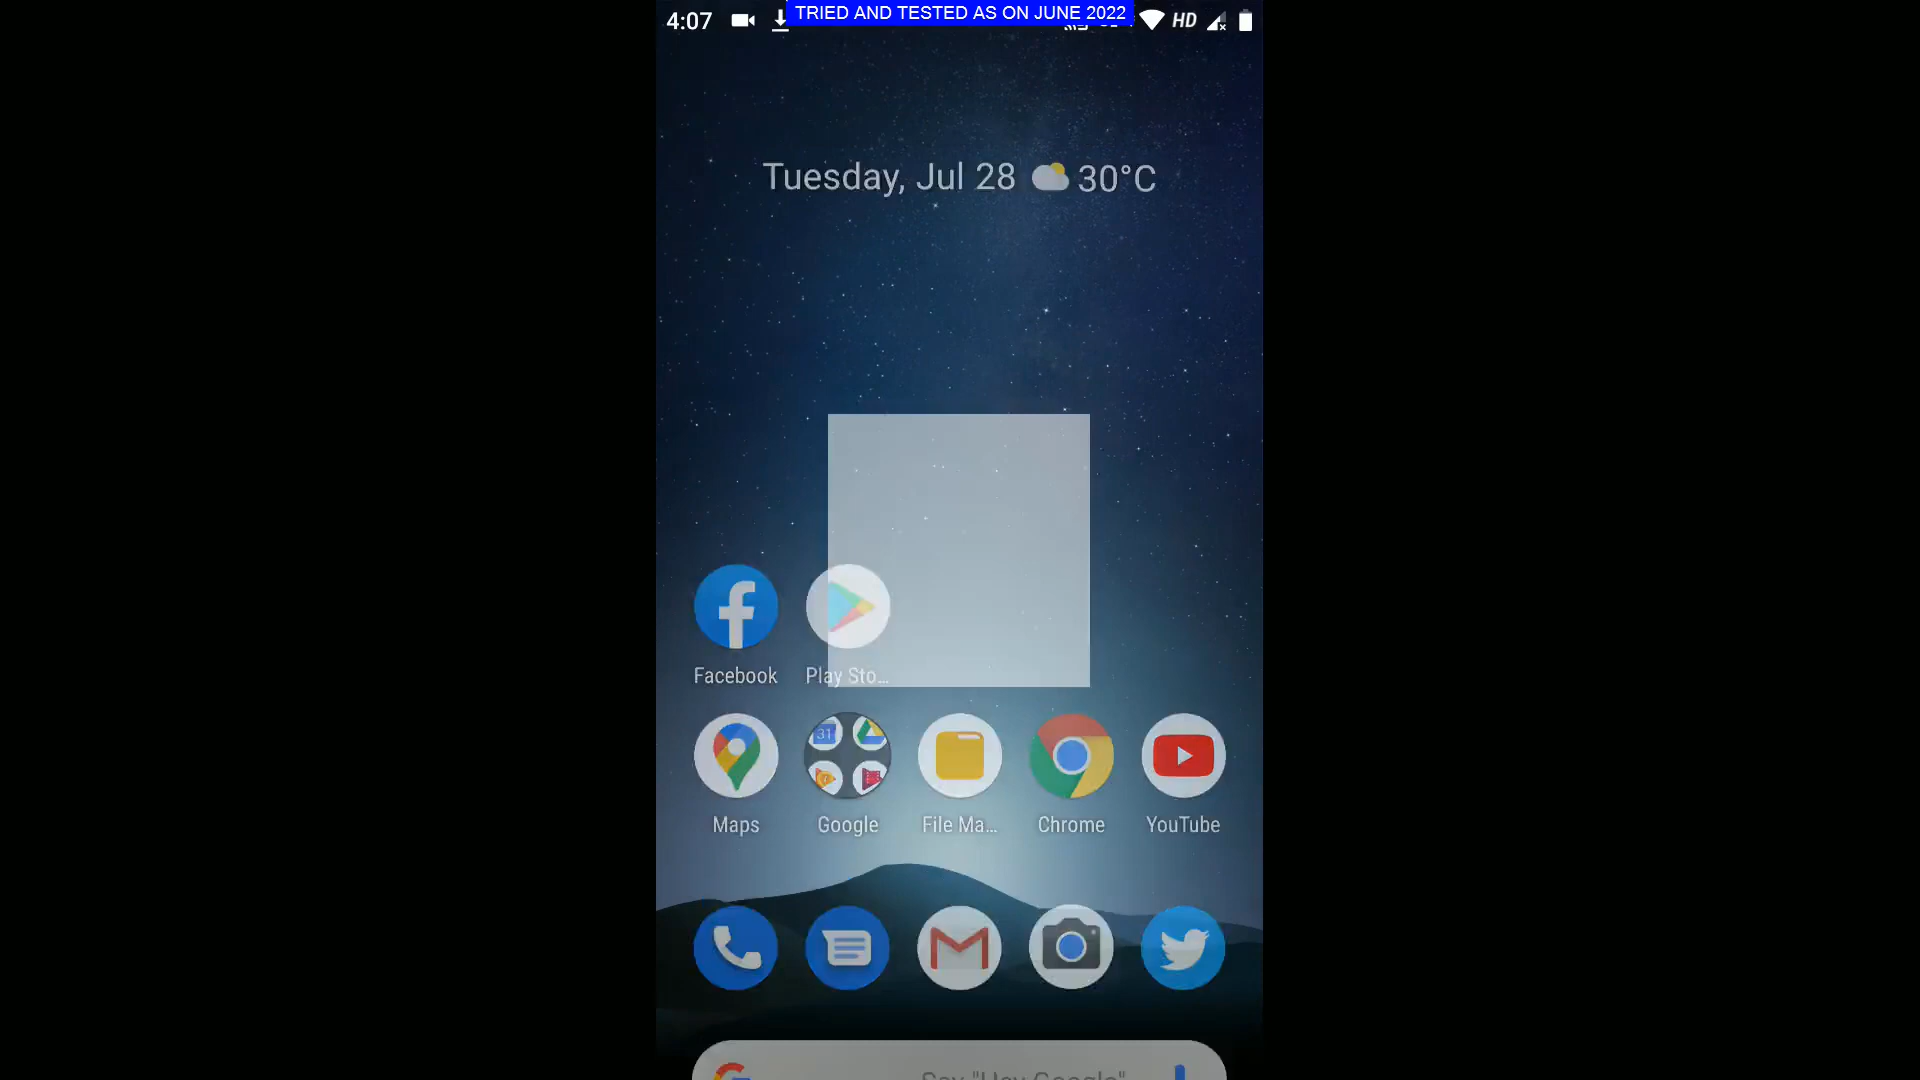 TRIED AND TESTED AS ON JUNE 2022
4:07
HD
Tuesday, Jul 28 30°C
Facebook Play Sto...
31
Maps Google File Ma... Chrome YouTube
Say "Hey Google"